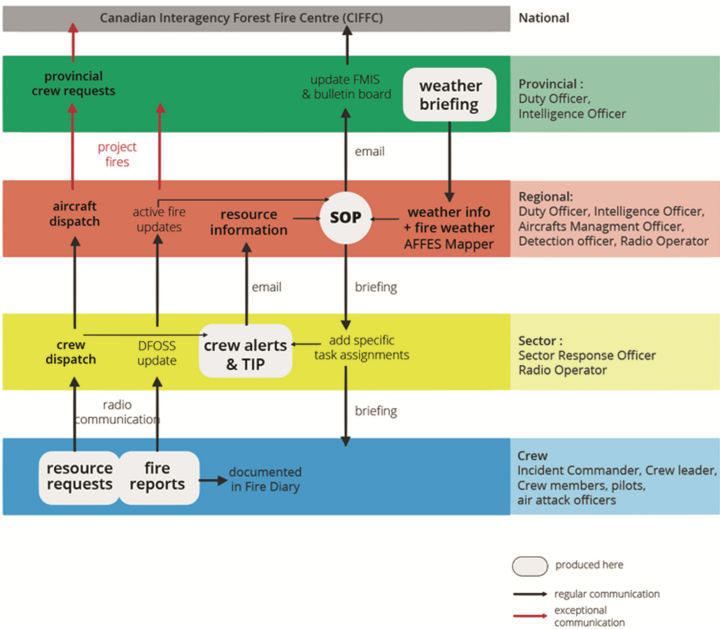 Canadian Interagency Forest Fire Centre (CIFFC)
National
provincial
crew requests
update FMIS
& bulletin board
weather
briefing
Provincial :
Duty Officer,
Intelligence Officer
project
fires
email
aircraft
dispatch
active fire
updates
resource
information
SOP
weather info
+ fire weather
AFFES Mapper
Regional:
Duty Officer, Intelligence Officer,
Aircrafts Managment Officer,
Detection officer, Radio Operator
email
briefing
crew
dispatch
DFOSS
update
crew alerts
& TIP
add specific
task assignments
Sector :
Sector Response Officer
Radio Operator
radio
communication
briefing
resource
requests
fire
reports
documented
in Fire Diary
Crew
Incident Commander, Crew leader,
Crew members, pilots,
air attack officers
produced here
regular communication
exceptional
communication